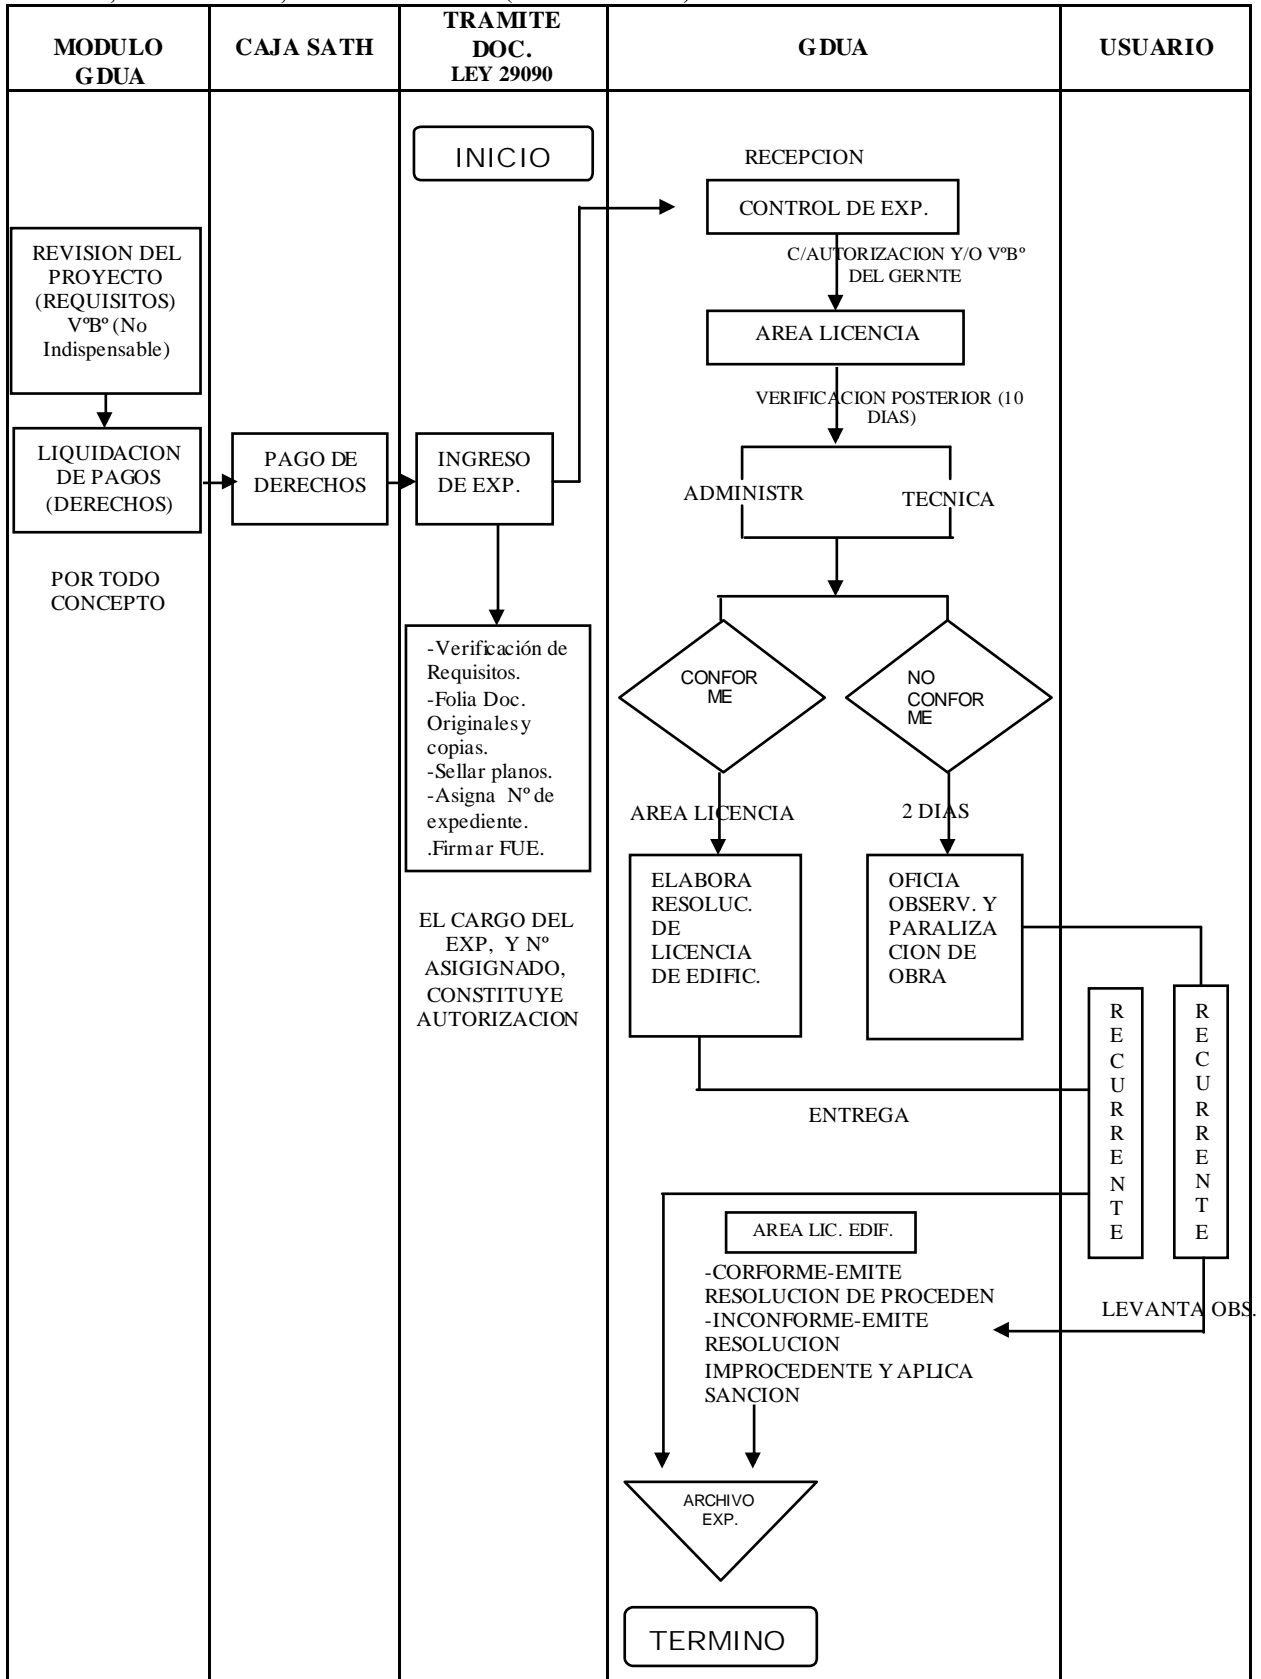 MODULO
GDUA
CAJA SATH
TRAMITE
DOC.
LEY 29090
GDUA
USUARIO
INICIO
RECEPCION
CONTROL DE EXP.
C/AUTORIZACION Y/O VºBº
DEL GERNTE
AREA LICENCIA
VERIFICACION POSTERIOR (10
DIAS)
REVISION DEL
PROYECTO
(REQUISITOS)
VºBº (No
Indispensable)
LIQUIDACION
DE PAGOS
(DERECHOS)
PAGO DE
DERECHOS
INGRESO
DE EXP.
ADMINISTR
TECNICA
POR TODO
CONCEPTO
-Verificación de
Requisitos.
-Folia Doc.
Originales y
copias.
-Sellar planos.
-Asigna Nº de
expediente.
.Firmar FUE.
CONFOR
ME
NO
CONFOR
ME
AREA LICENCIA
2 DIAS
ELABORA
RESOLUC.
DE
LICENCIA
DE EDIFIC.
OFICIA
OBSERV. Y
PARALIZA
CION DE
OBRA
EL CARGO DEL
EXP, Y Nº
ASIGIGNADO,
CONSTITUYE
AUTORIZACION
R
E
C
U
R
R
E
N
T
E
R
E
C
U
R
R
E
N
T
E
ENTREGA
AREA LIC. EDIF.
-CORFORME-EMITE
RESOLUCION DE PROCEDEN
-INCONFORME-EMITE
RESOLUCION
IMPROCEDENTE Y APLICA
SANCION
LEVANTA OBS.
ARCHIVO
EXP.
TERMINO